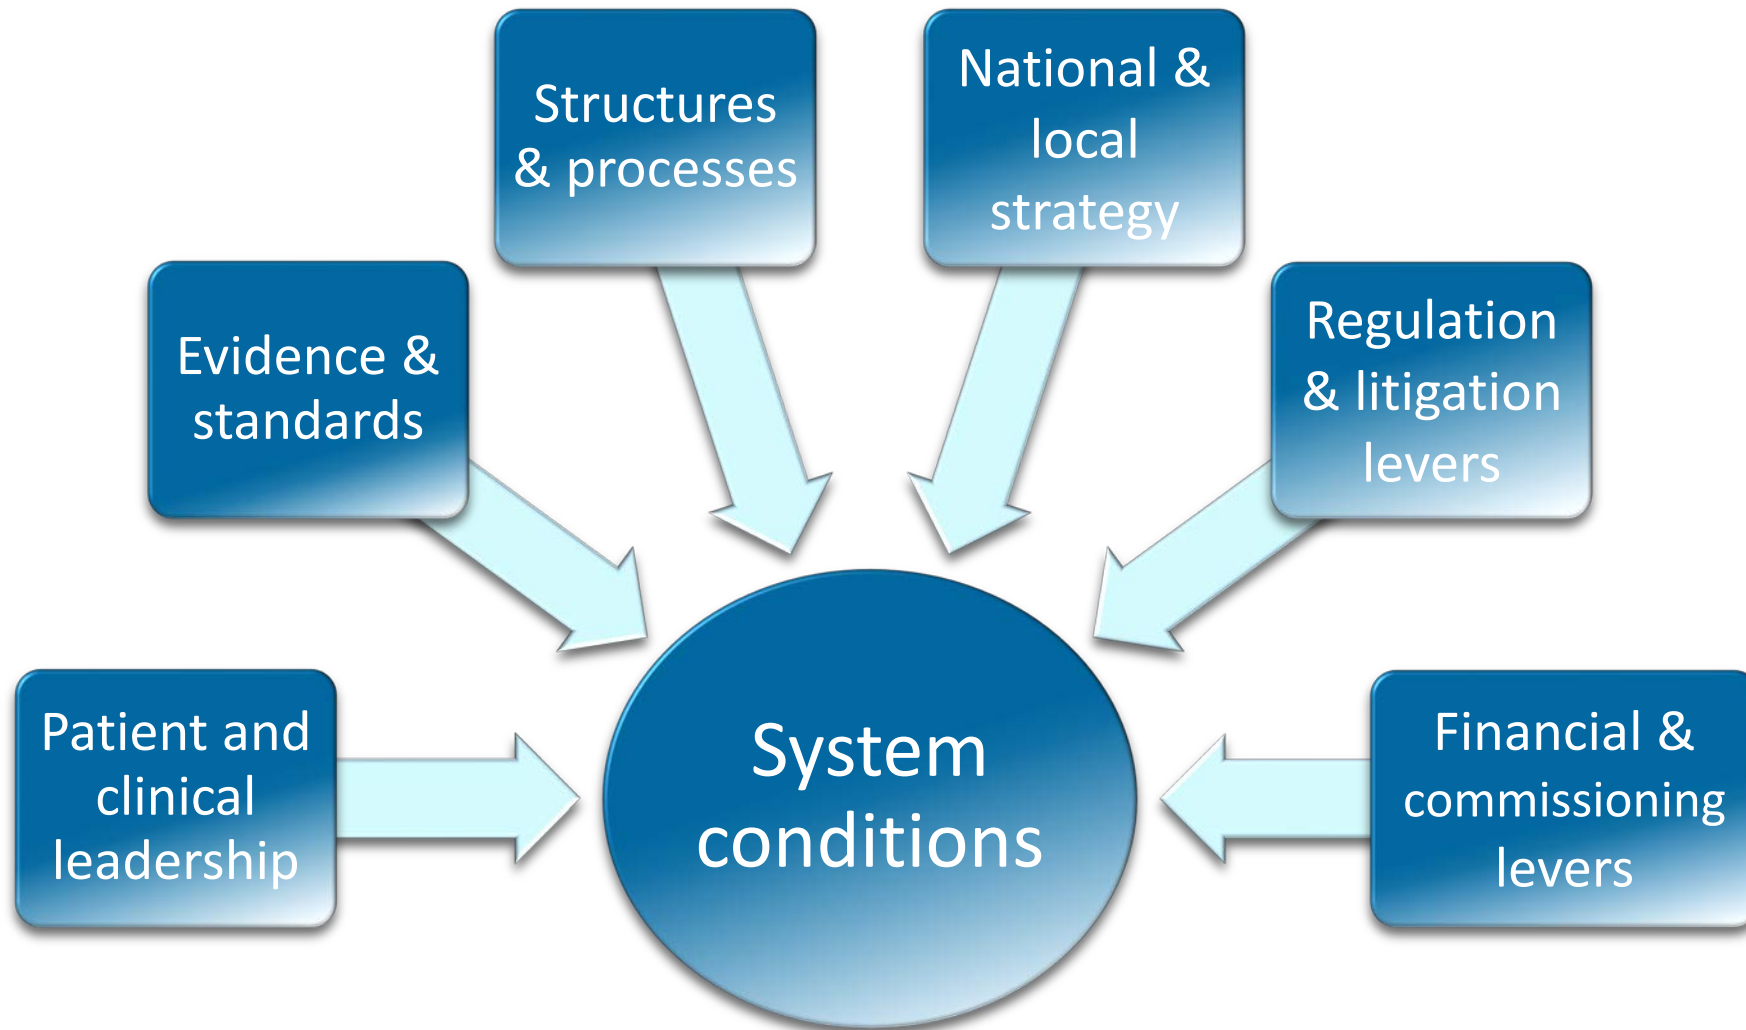 Structures
& processes
National &
local
strategy
Evidence &
standards
Regulation
& litigation
levers
Patient and
clinical
leadership
System
conditions
Financial &
commissioning
levers